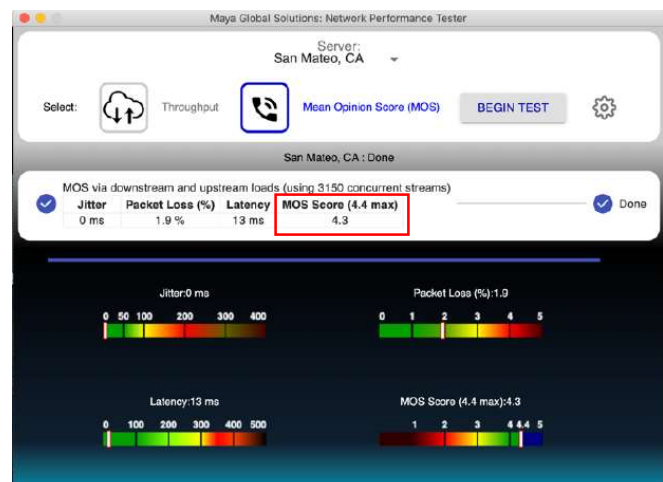 Maya Global Solutions: Network Performance Tester
Server:
San Mateo, CA
Select: Throughput Mean Opinion Score (MOS) BEGIN TEST
San Mateo, CA : Done
MOS via downstream and upstream loads (using 3150 concurrent streams)
Jitter Packet Loss (%) Latency MOS Score (4.4 max)
0 ms 1.9 % 13 ms 4.3
Done
Jitter:0 ms
0 50 100 200 300 400
Packet Loss (%):1.9
0 1 2 3 4 5
Latency:13 ms
0 100 200 300 400 500
MOS Score (4.4 max):4.3
1 2 3 4 4.4 5